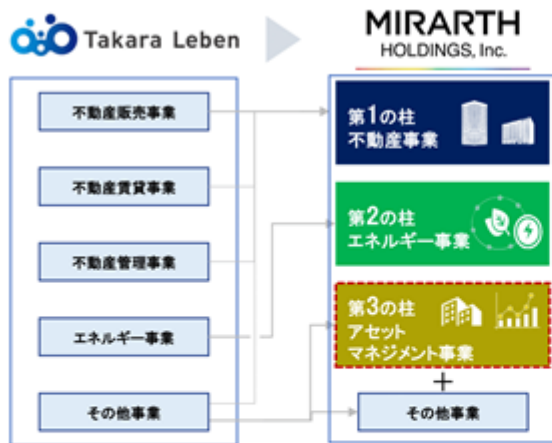 Takara Leben
MIRARTH
HOLDINGS, Inc.
不動産販売事業
不動産賃貸事業
不動産管理事業
エネルギー事業
その他事業
第1の柱
不動産事業
第2の柱
エネルギー事業
第3の柱
アセット
マネジメント事業
+
その他事業